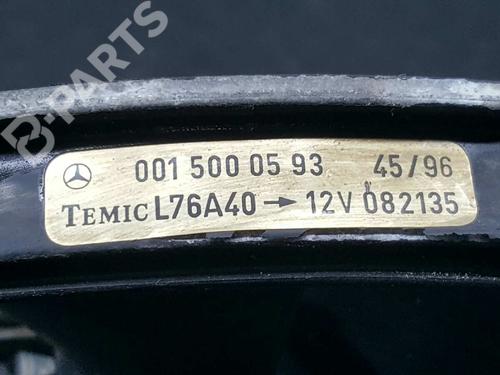 B-PARTS
001 500 05 93 45/96
TEMIC L76A40 → 12V 082135